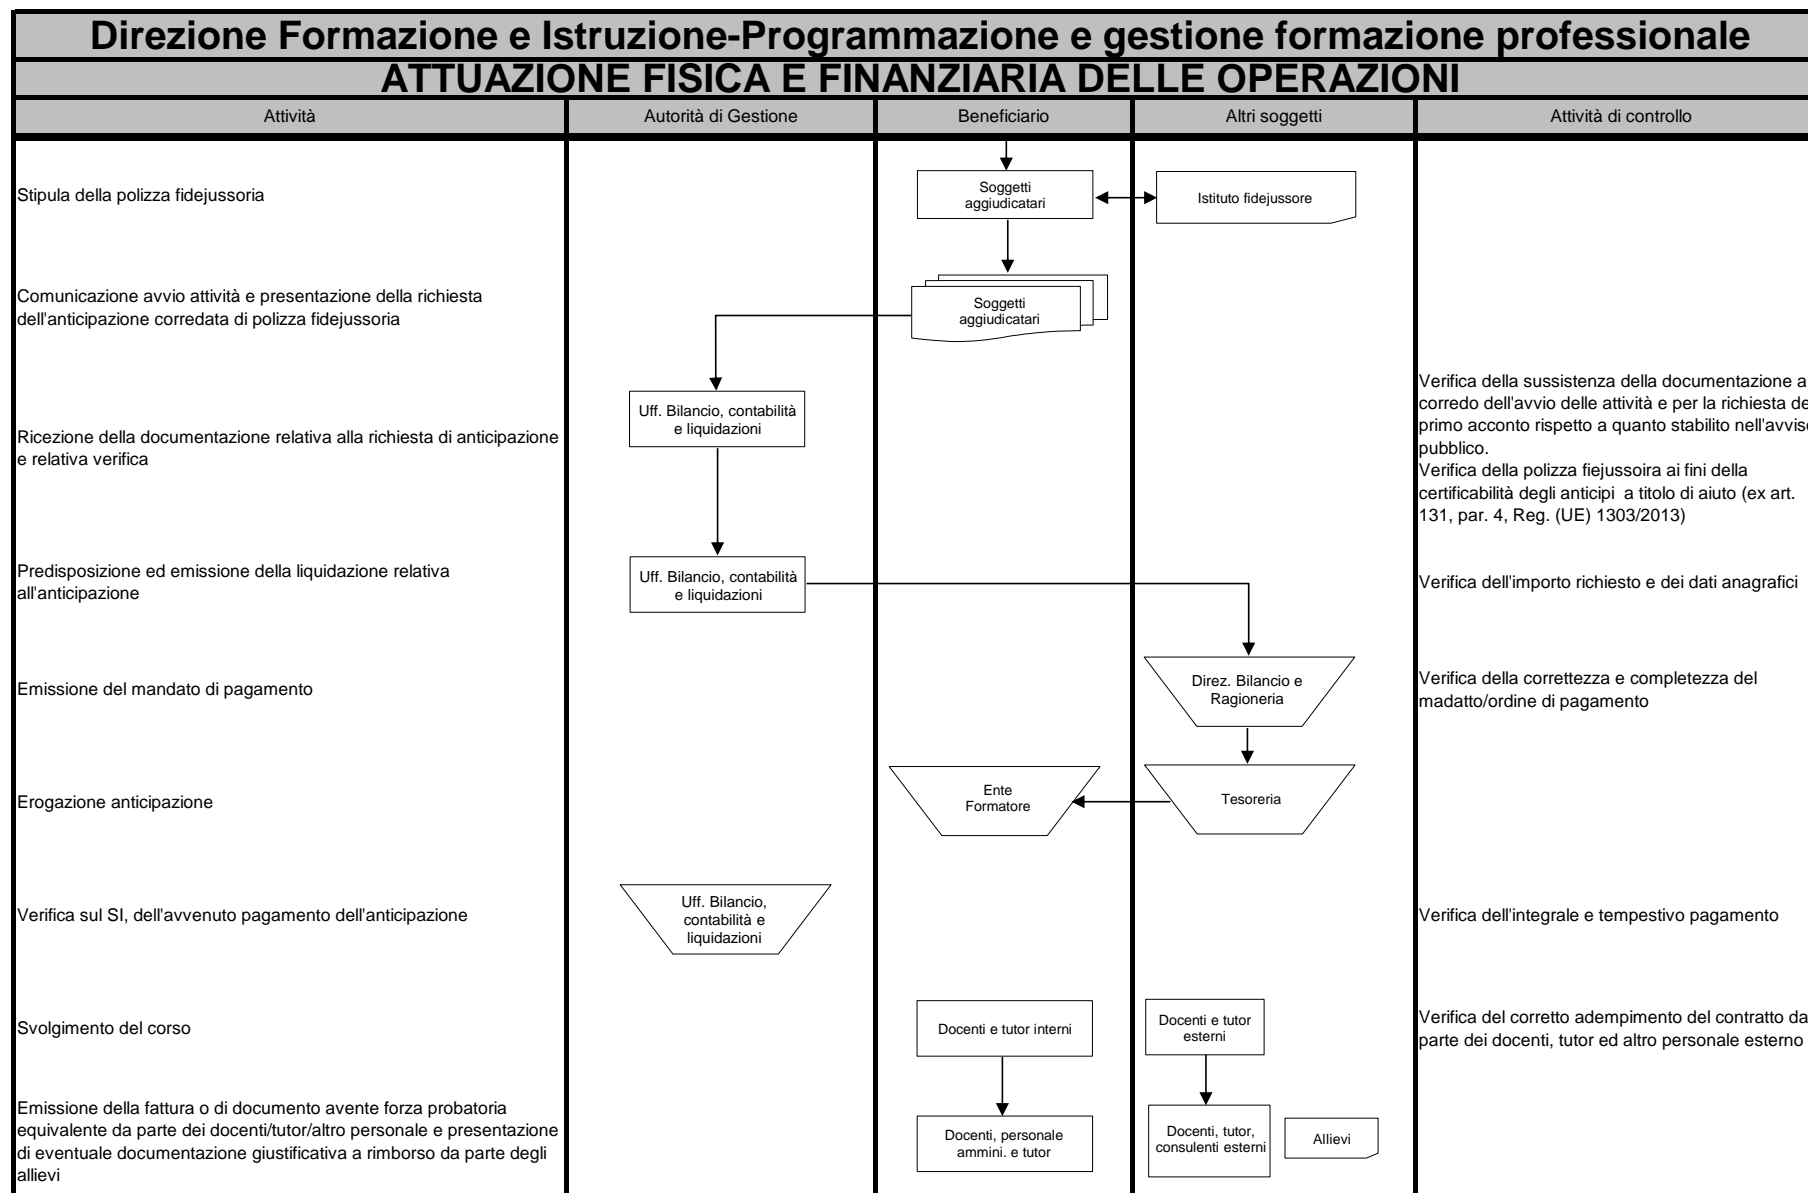 Direzione Formazione e Istruzione-Programmazione e gestione formazione professionale
ATTUAZIONE FISICA E FINANZIARIA DELLE OPERAZIONI
Attività
Autorità di Gestione
Beneficiario
Altri soggetti
Attività di controllo
Stipula della polizza fidejussoria
Soggetti
aggiudicatari
Istituto fidejussore
Comunicazione avvio attività e presentazione della richiesta
dell'anticipazione corredata di polizza fidejussoria
Soggetti
aggiudicatari
Ricezione della documentazione relativa alla richiesta di anticipazione
e relativa verifica
Uff. Bilancio, contabilità
e liquidazioni
Verifica della sussistenza della documentazione a
corredo dell'avvio delle attività e per la richiesta de
primo acconto rispetto a quanto stabilito nell'avviso
pubblico.
Verifica della polizza fiejussoira ai fini della
certificabilità degli anticipi  a titolo di aiuto (ex art.
131, par. 4, Reg. (UE) 1303/2013)
Predisposizione ed emissione della liquidazione relativa
all'anticipazione
Uff. Bilancio, contabilità
e liquidazioni
Verifica dell'importo richiesto e dei dati anagrafici
Emissione del mandato di pagamento
Direz. Bilancio e
Ragioneria
Verifica della correttezza e completezza del
madatto/ordine di pagamento
Erogazione anticipazione
Ente
Formatore
Tesoreria
Verifica sul SI, dell'avvenuto pagamento dell'anticipazione
Uff. Bilancio,
contabilità e
liquidazioni
Verifica dell'integrale e tempestivo pagamento
Svolgimento del corso
Docenti e tutor interni
Docenti e tutor
esterni
Verifica del corretto adempimento del contratto da
parte dei docenti, tutor ed altro personale esterno
Emissione della fattura o di documento avente forza probatoria
equivalente da parte dei docenti/tutor/altro personale e presentazione
di eventuale documentazione giustificativa a rimborso da parte degli
allievi
Docenti, personale
ammini. e tutor
Docenti, tutor,
consulenti esterni
Allievi